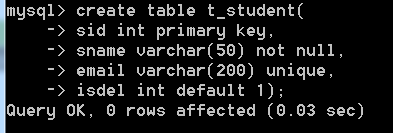 mysql> create table t_student(
    -> sid int primary key,
    -> sname varchar(50) not null,
    -> email varchar(200) unique,
    -> isdel int default 1);
Query OK, 0 rows affected (0.03 sec)